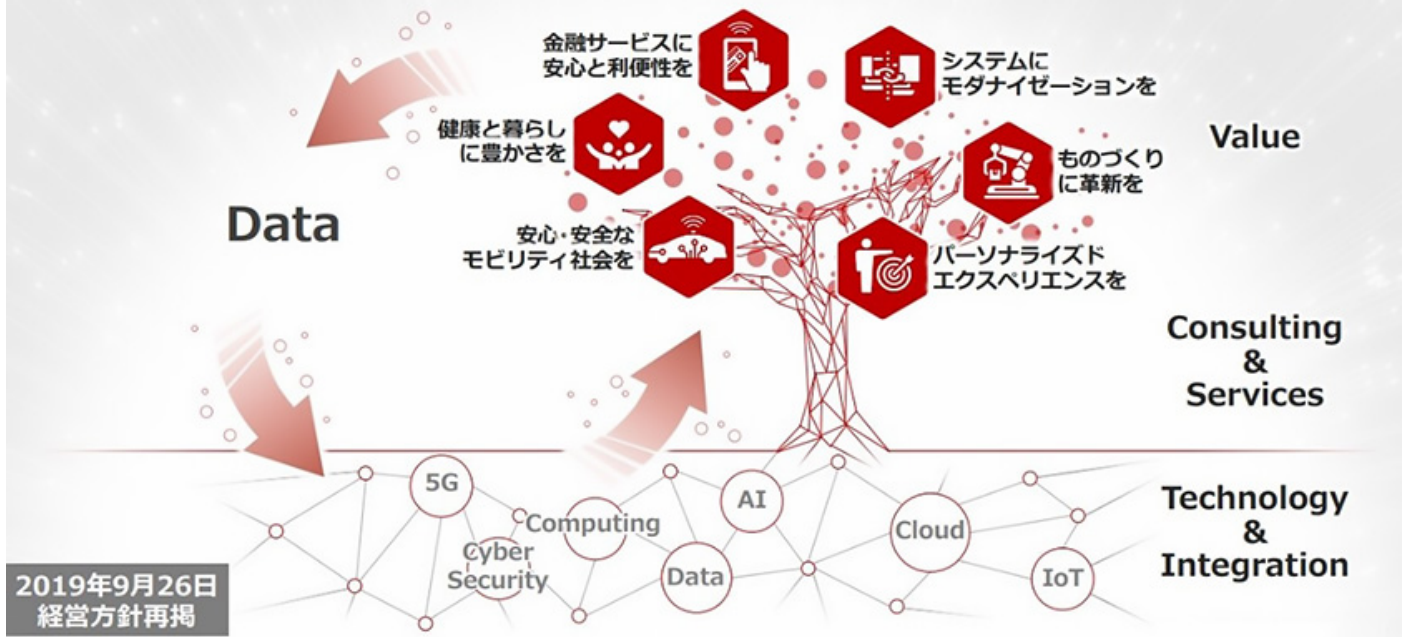 金融サービスに
安心と利便性を
システムに
モダナイゼーションを
健康と暮らし
に豊かさを
Value
ものづくり
に革新を
Data
安心・安全な
モビリティ社会を
パーソナライズド
エクスペリエンスを
Consulting
&
Services
5G
AI
Computing
Cloud
Cyber
Security
Data
IoT
Technology
&
Integration
2019年9月26日
経営方針再掲